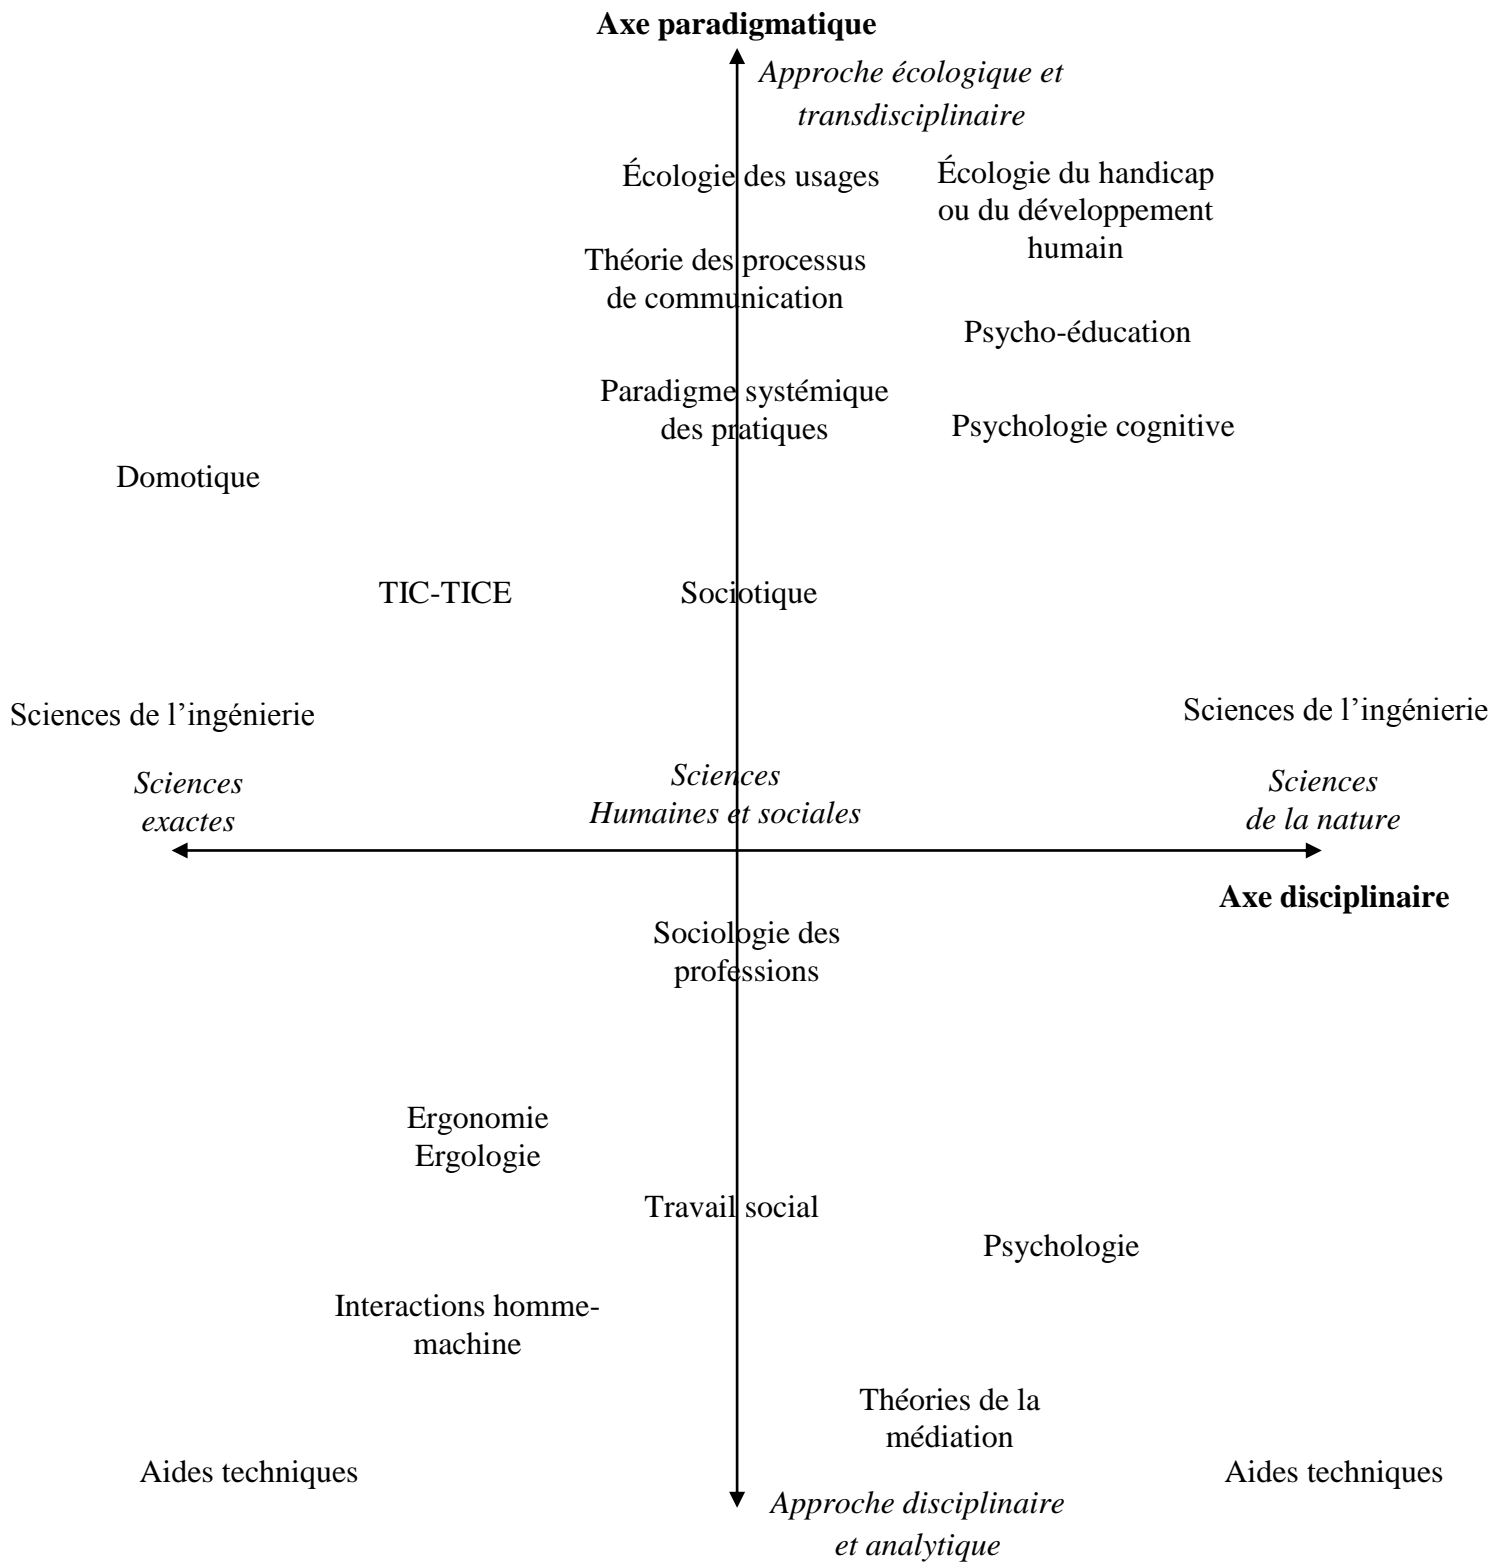 Axe paradigmatique
Approche écologique et
transdisciplinaire
Écologie des usages
Écologie du handicap
ou du développement
humain
Théorie des processus
de communication
Psycho-éducation
Paradigme systémique
des pratiques
Psychologie cognitive
Domotique
TIC-TICE
Sociotique
Sciences de l’ingénierie
Sciences de l’ingénierie
Sciences
exactes
Sciences
Humaines et sociales
Sciences
de la nature
Axe disciplinaire
Sociologie des
professions
Ergonomie
Ergologie
Travail social
Psychologie
Interactions homme-
machine
Théories de la
médiation
Aides techniques
Aides techniques
Approche disciplinaire
et analytique